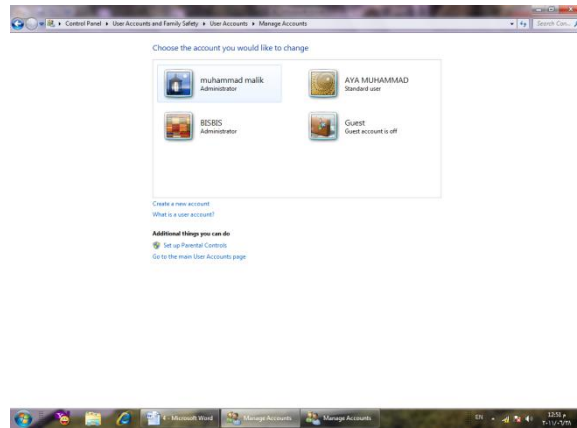 Control Panel ▸ User Accounts and Family Safety ▸ User Accounts ▸ Manage Accounts
Search Con...
Choose the account you would like to change
muhammad malik
Administrator
AYA MUHAMMAD
Standard user
BISBIS
Administrator
Guest
Guest account is off
Create a new account
What is a user account?
Additional things you can do
Set up Parental Controls
Go to the main User Accounts page
Microsoft Word
Manage Accounts
Manage Accounts
EN
12:51 م